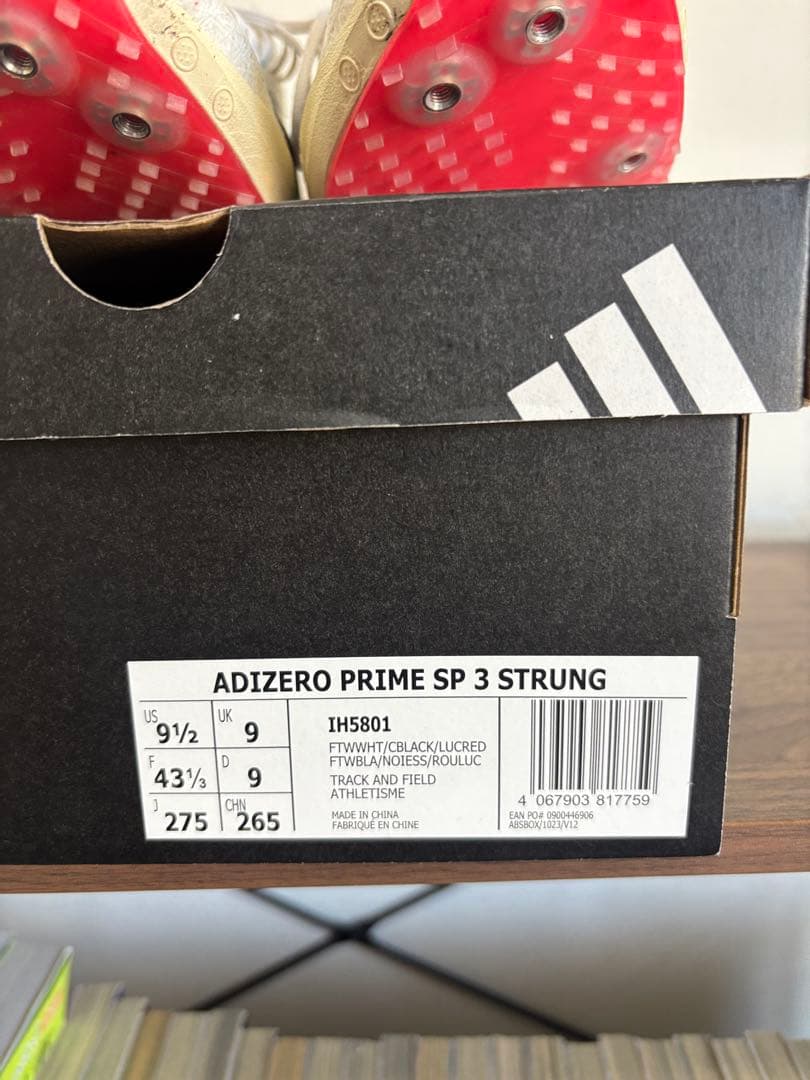 ADIZERO PRIME SP 3 STRUNG
US 9½ UK 9
F 43⅓ D 9
J 275 CHN 265
IH5801
FTWWHT/CBLACK/LUCRED
FTWBLA/NOIESS/ROULUC
TRACK AND FIELD
ATHLETISME
MADE IN CHINA
FABRIQUÉ EN CHINE
4 067903 817759
EAN PO# 0900446906
ABSBOX/1023/V12